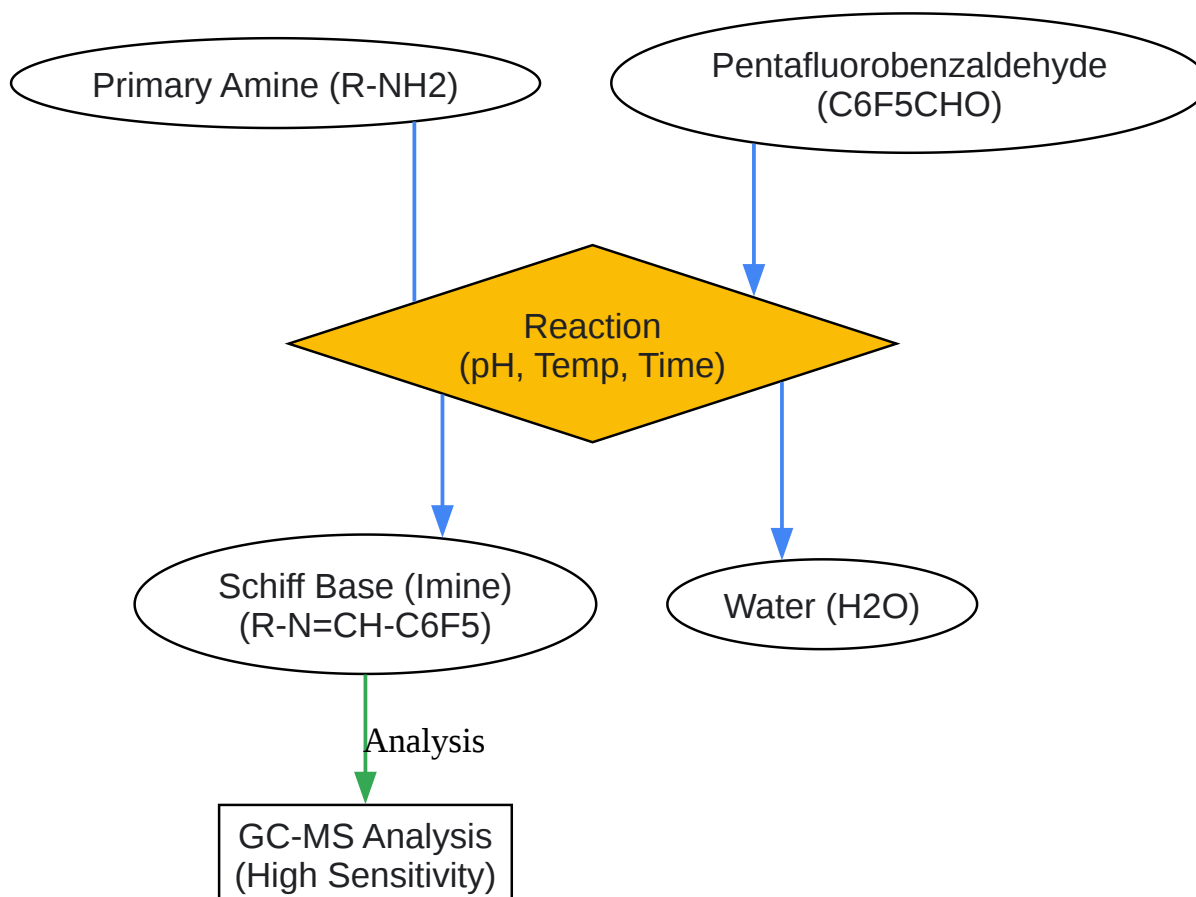 Primary Amine (R-NH2)
Pentafluorobenzaldehyde
(C6F5CHO)
Reaction
(pH, Temp, Time)
Schiff Base (Imine)
(R-N=CH-C6F5)
Water (H2O)
Analysis
GC-MS Analysis
(High Sensitivity)